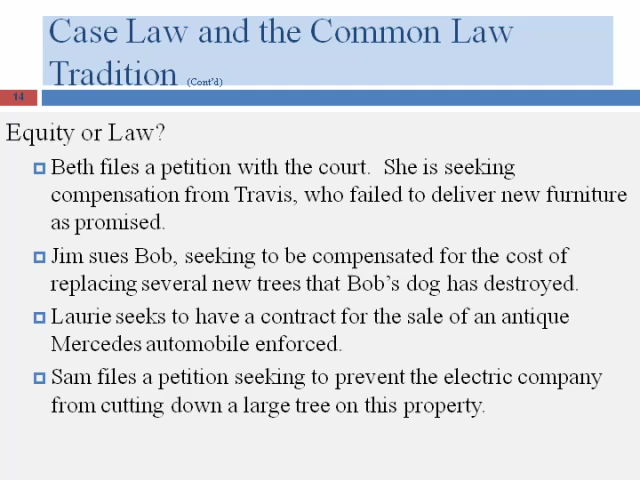 Case Law and the Common Law
Tradition (Cont'd)
14
Equity or Law?
Beth files a petition with the court. She is seeking
compensation from Travis, who failed to deliver new furniture
as promised.
Jim sues Bob, seeking to be compensated for the cost of
replacing several new trees that Bob's dog has destroyed.
Laurie seeks to have a contract for the sale of an antique
Mercedes automobile enforced.
Sam files a petition seeking to prevent the electric company
from cutting down a large tree on this property.